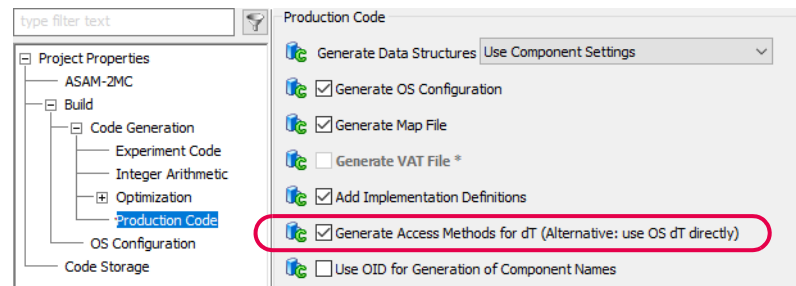 type filter text
Project Properties
ASAM-2MC
Build
Code Generation
Experiment Code
Integer Arithmetic
Optimization
Production Code
OS Configuration
Code Storage
Production Code
Generate Data Structures Use Component Settings
Generate OS Configuration
Generate Map File
Generate VAT File *
Add Implementation Definitions
Generate Access Methods for dT (Alternative: use OS dT directly)
Use OID for Generation of Component Names